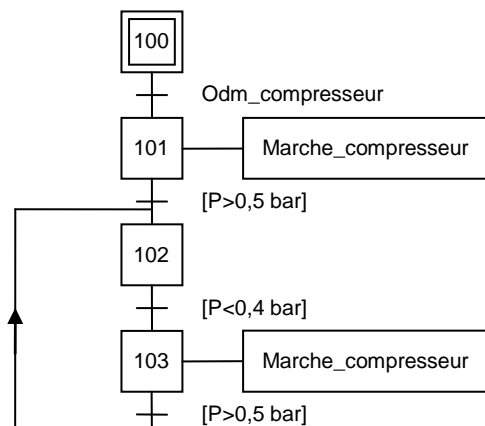 100
Odm_compresseur
101 Marche_compresseur
[P>0,5 bar]
102
[P<0,4 bar]
103 Marche_compresseur
[P>0,5 bar]